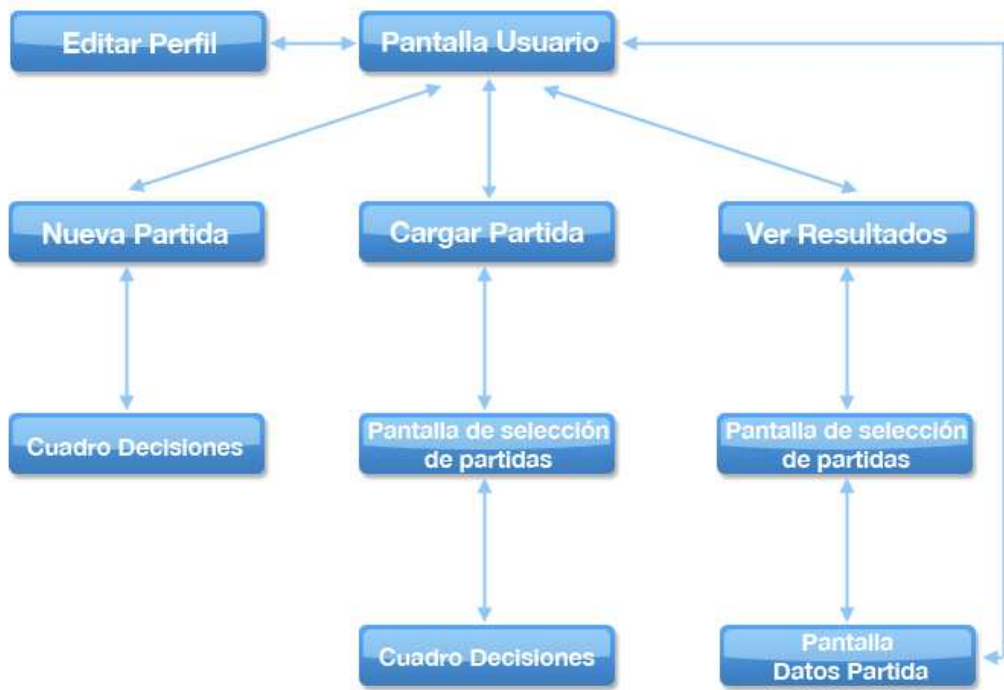 Editar Perfil
Pantalla Usuario
Nueva Partida
Cargar Partida
Ver Resultados
Cuadro Decisiones
Pantalla de selección
de partidas
Pantalla de selección
de partidas
Cuadro Decisiones
Pantalla
Datos Partida